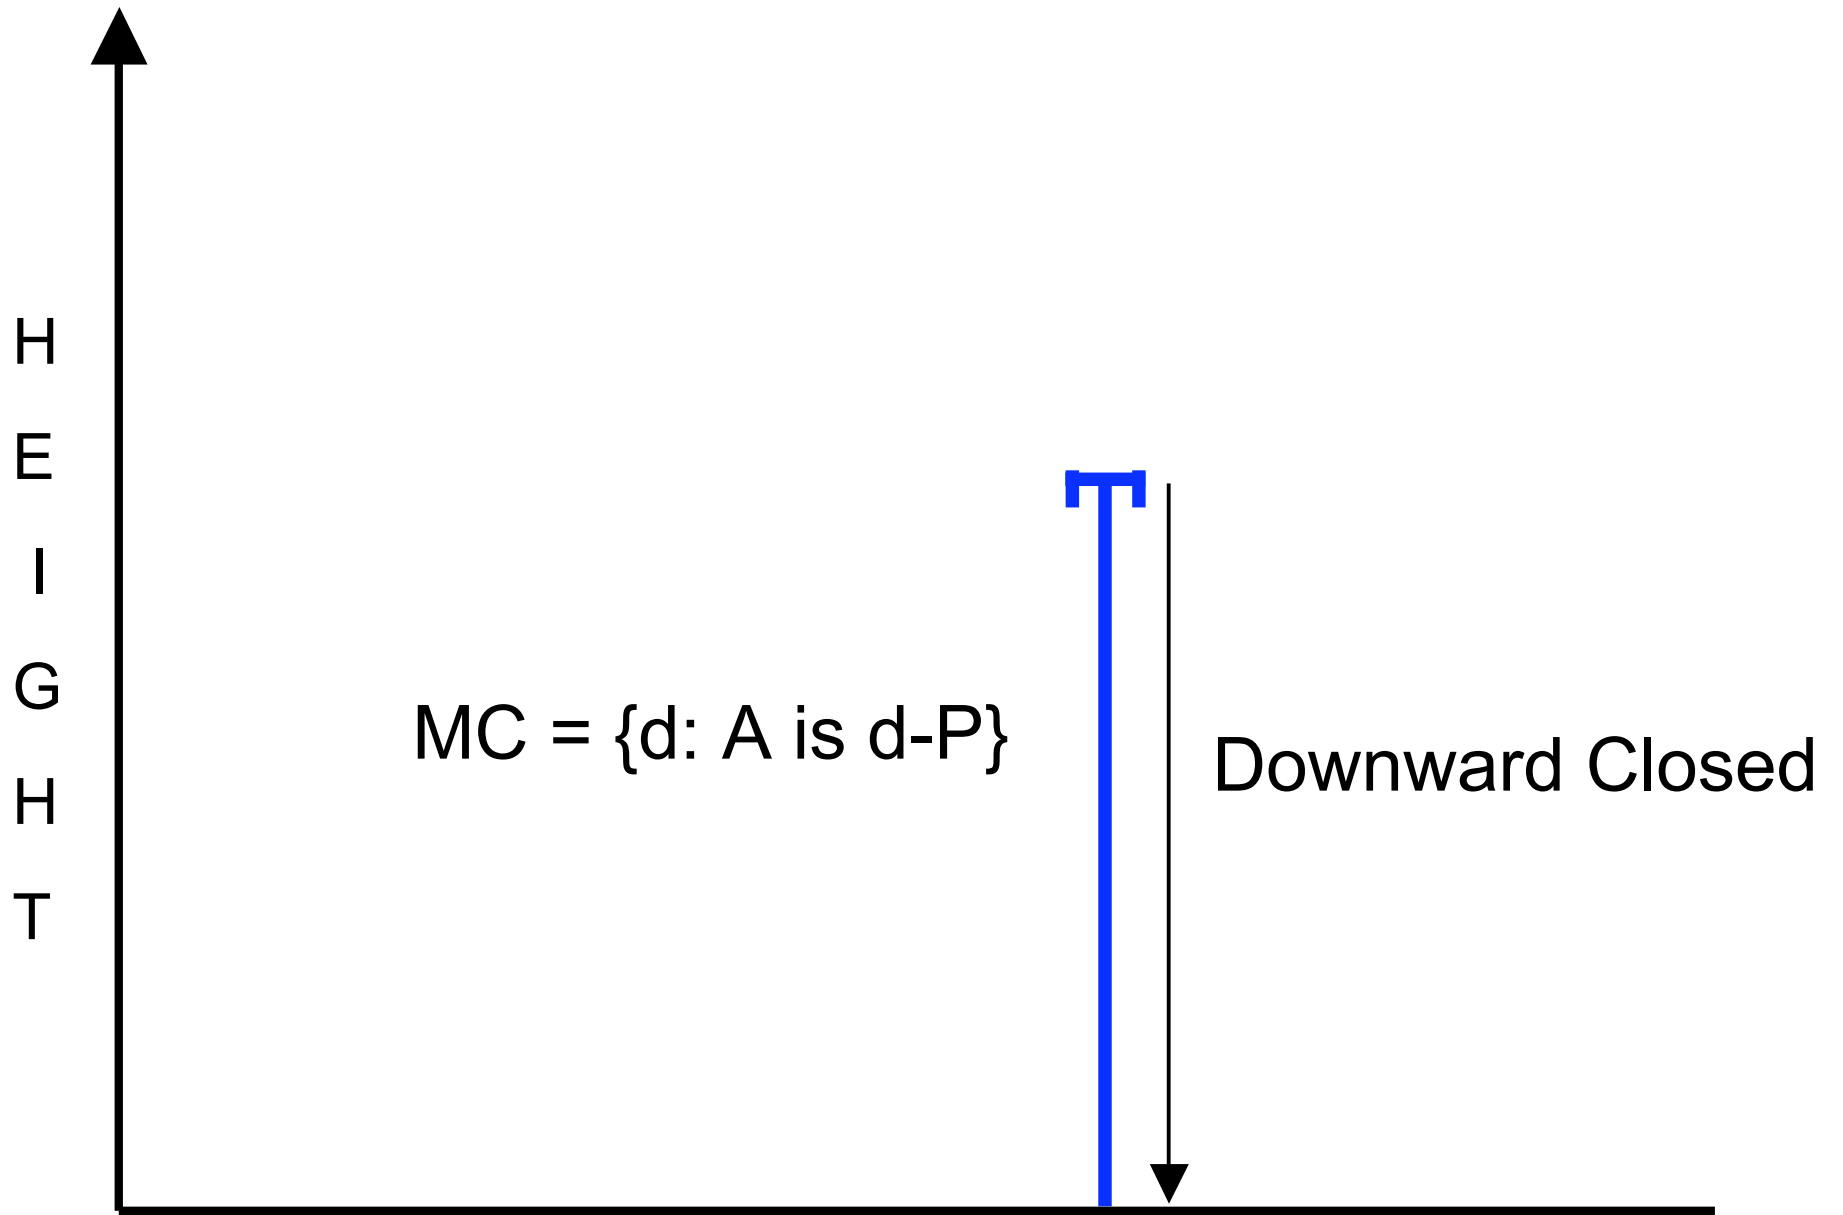 H
E
I
G
H
T
MC = {d: A is d-P}
Downward Closed